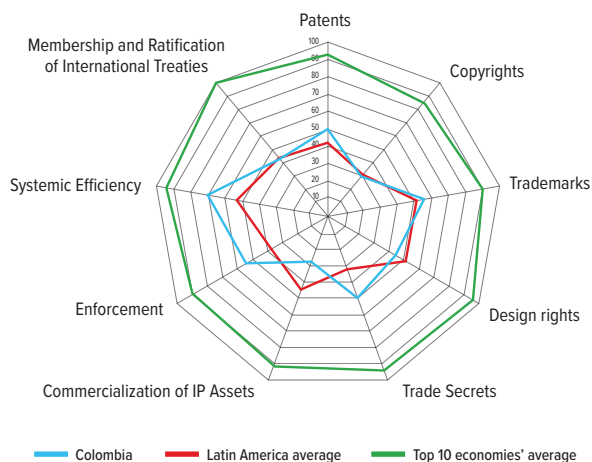 Patents
Membership and Ratification
of International Treaties
Copyrights
100
90
80
70
60
50
40
30
20
10
Systemic Efficiency
Trademarks
Enforcement
Design rights
Commercialization of IP Assets
Trade Secrets
Colombia
Latin America average
Top 10 economies' average